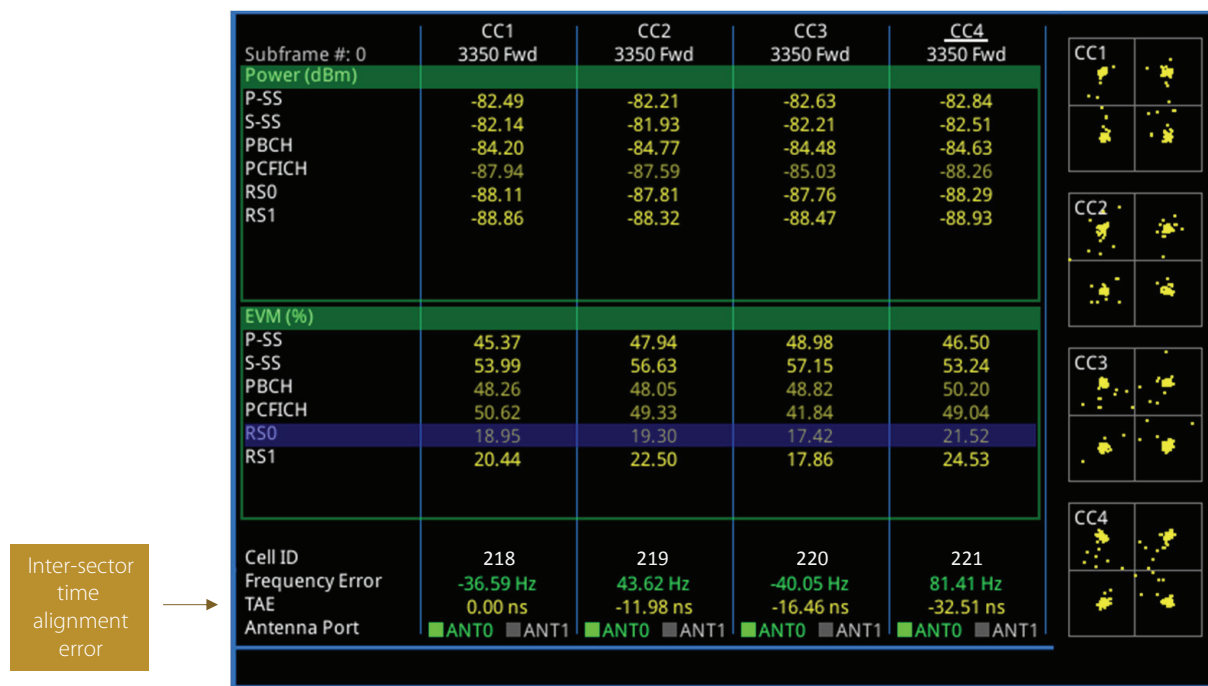 CC1 CC2 CC3 CC4
Subframe #: 0 3350 Fwd 3350 Fwd 3350 Fwd 3350 Fwd
Power (dBm)
P-SS -82.49 -82.21 -82.63 -82.84
S-SS -82.14 -81.93 -82.21 -82.51
PBCH -84.20 -84.77 -84.48 -84.63
PCFICH -87.94 -87.59 -85.03 -88.26
RS0 -88.11 -87.81 -87.76 -88.29
RS1 -88.86 -88.32 -88.47 -88.93
EVM (%)
P-SS 45.37 47.94 48.98 46.50
S-SS 53.99 56.63 57.15 53.24
PBCH 48.26 48.05 48.82 50.20
PCFICH 50.62 49.33 41.84 49.04
RS0 18.95 19.30 17.42 21.52
RS1 20.44 22.50 17.86 24.53
Cell ID 218 219 220 221
Frequency Error -36.59 Hz 43.62 Hz -40.05 Hz 81.41 Hz
TAE 0.00 ns -11.98 ns -16.46 ns -32.51 ns
Antenna Port ANT0 ANT1 ANT0 ANT1 ANT0 ANT1 ANT0 ANT1
CC1
CC2
CC3
CC4
Inter-sector
time
alignment
error